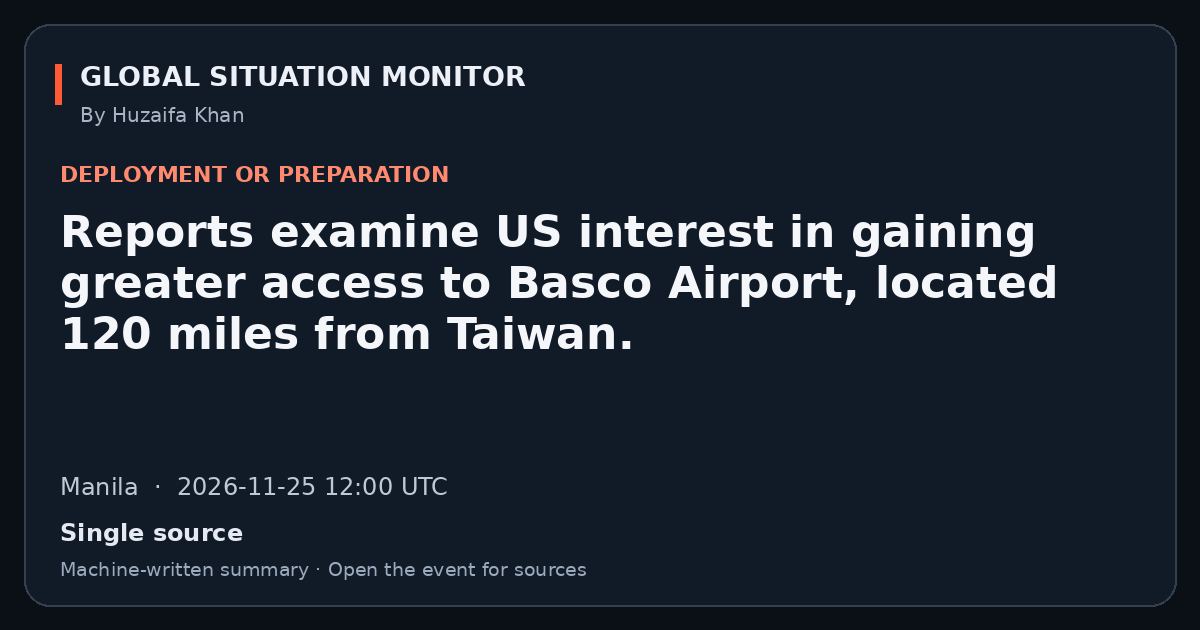 GLOBAL SITUATION MONITOR
By Huzaifa Khan
DEPLOYMENT OR PREPARATION
Reports examine US interest in gaining
greater access to Basco Airport, located
120 miles from Taiwan.
Manila · 2026-11-25 12:00 UTC
Single source
Machine-written summary · Open the event for sources